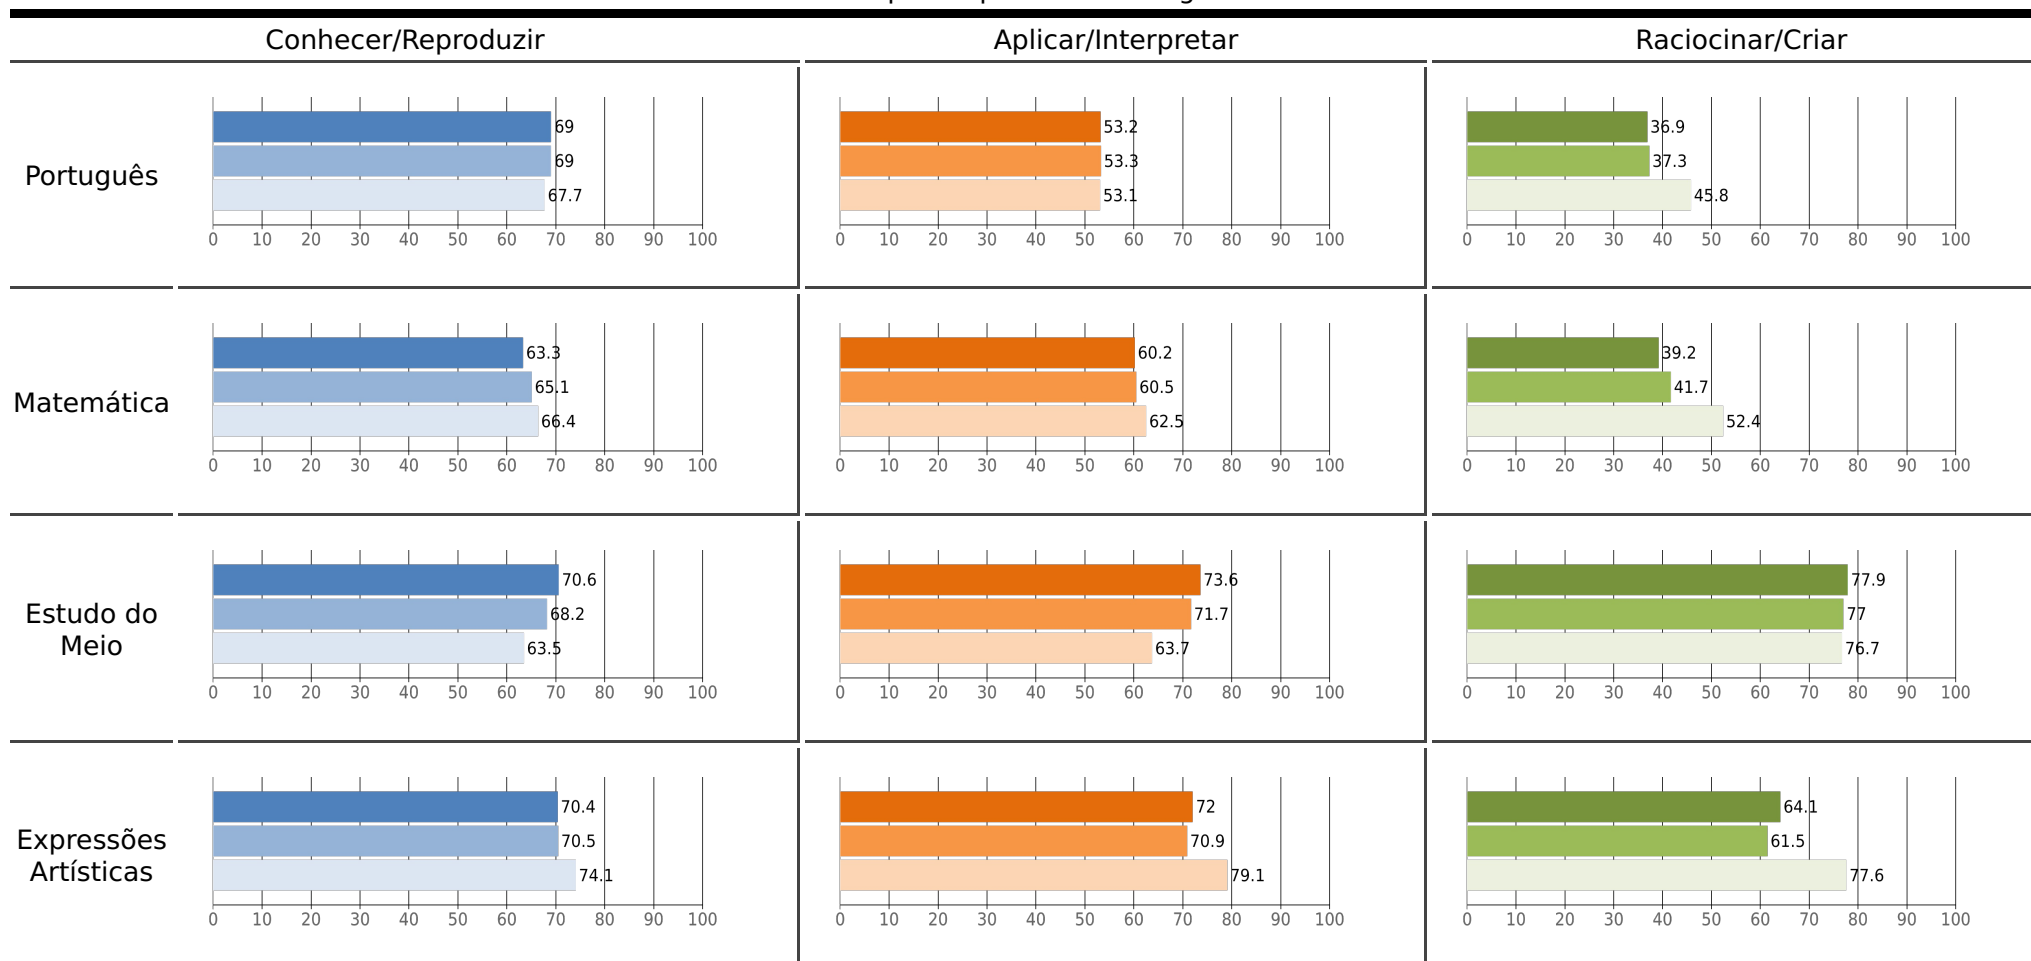 Conhecer/Reproduzir Aplicar/Interpretar Raciocinar/Criar
Português
69 53.2 36.9
69 53.3 37.3
67.7 53.1 45.8
0 10 20 30 40 50 60 70 80 90 100 0 10 20 30 40 50 60 70 80 90 100 0 10 20 30 40 50 60 70 80 90 100
Matemática
63.3 60.2 39.2
65.1 60.5 41.7
66.4 62.5 52.4
0 10 20 30 40 50 60 70 80 90 100 0 10 20 30 40 50 60 70 80 90 100 0 10 20 30 40 50 60 70 80 90 100
Estudo do
Meio
70.6 73.6 77.9
68.2 71.7 77
63.5 63.7 76.7
0 10 20 30 40 50 60 70 80 90 100 0 10 20 30 40 50 60 70 80 90 100 0 10 20 30 40 50 60 70 80 90 100
Expressões
Artísticas
70.4 72 64.1
70.5 70.9 61.5
74.1 79.1 77.6
0 10 20 30 40 50 60 70 80 90 100 0 10 20 30 40 50 60 70 80 90 100 0 10 20 30 40 50 60 70 80 90 100